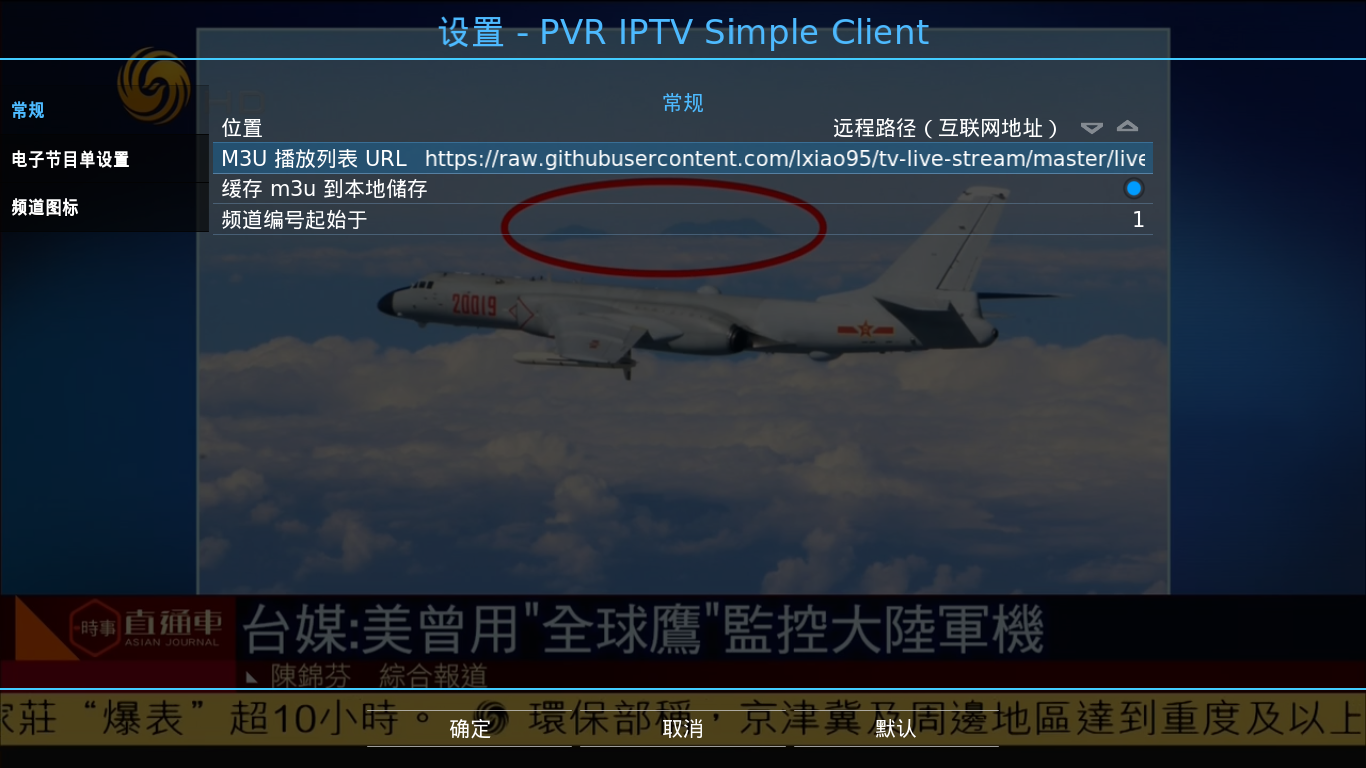 设置 - PVR IPTV Simple Client
常规
电子节目单设置
频道图标
常规
位置 远程路径（互联网地址）
M3U 播放列表 URL https://raw.githubusercontent.com/lxiao95/tv-live-stream/master/live
缓存 m3u 到本地储存
频道编号起始于 1
20019
時事 直通車
ASIAN JOURNAL
台媒:美曾用"全球鷹"監控大陸軍機
陳錦芬 綜合報道
家莊“爆表”超10小時。 環保部稱，京津冀及周邊地區達到重度及以上
确定 取消 默认